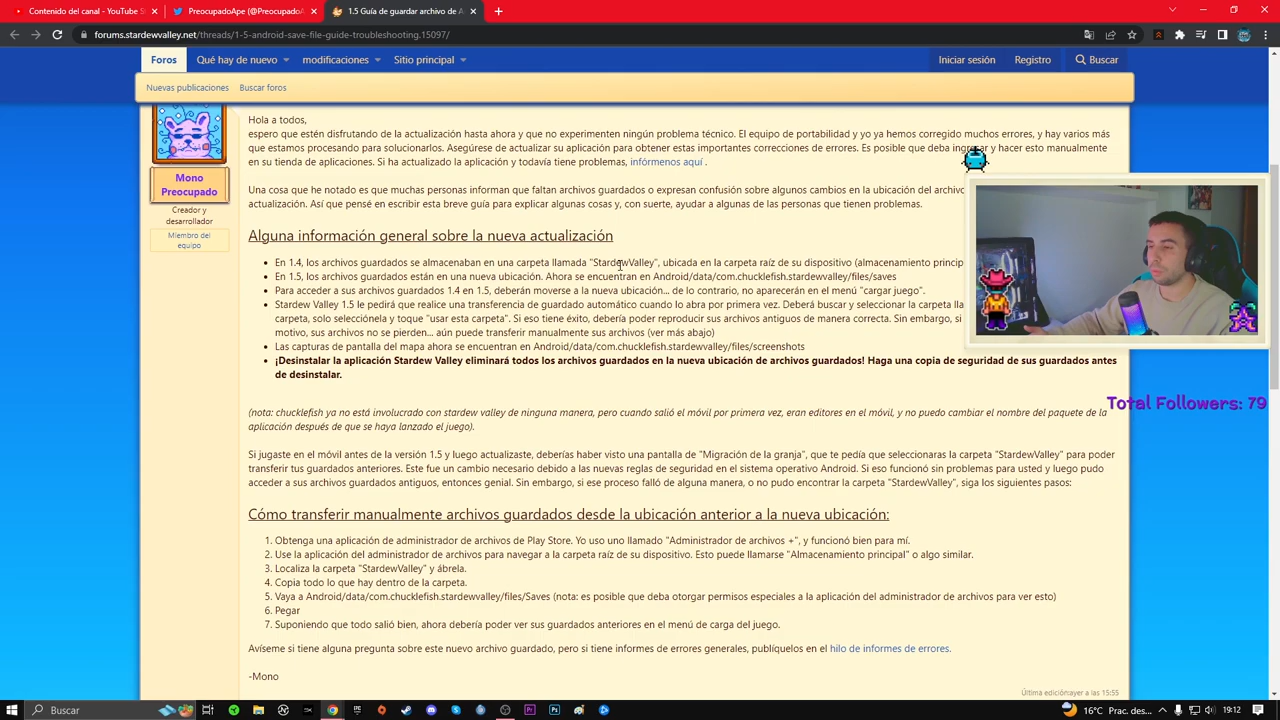 Contenido del canal - YouTube S
PreocupadoApe (@PreocupadoA
1.5 Guía de guardar archivo de A
forums.stardewvalley.net/threads/1-5-android-save-file-guide-troubleshooting.15097/
Foros
Qué hay de nuevo
modificaciones
Sitio principal
Iniciar sesión
Registro
Buscar
Nuevas publicaciones
Buscar foros
Mono
Preocupado
Creador y
desarrollador
Miembro del
equipo
Hola a todos,
espero que estén disfrutando de la actualización hasta ahora y que no experimenten ningún problema técnico. El equipo de portabilidad y yo ya hemos corregido muchos errores, y hay varios más
que estamos procesando para solucionarlos. Asegúrese de actualizar su aplicación para obtener estas importantes correcciones de errores. Es posible que deba ingresar y hacer esto manualmente
en su tienda de aplicaciones. Si ha actualizado la aplicación y todavía tiene problemas, infórmenos aquí .
Una cosa que he notado es que muchas personas informan que faltan archivos guardados o expresan confusión sobre algunos cambios en la ubicación del archivo
actualización. Así que pensé en escribir esta breve guía para explicar algunas cosas y, con suerte, ayudar a algunas de las personas que tienen problemas.
Alguna información general sobre la nueva actualización
En 1.4, los archivos guardados se almacenaban en una carpeta llamada "StardewValley", ubicada en la carpeta raíz de su dispositivo (almacenamiento princip
En 1.5, los archivos guardados están en una nueva ubicación. Ahora se encuentran en Android/data/com.chucklefish.stardewvalley/files/saves
Para acceder a sus archivos guardados 1.4 en 1.5, deberán moverse a la nueva ubicación... de lo contrario, no aparecerán en el menú "cargar juego".
Stardew Valley 1.5 le pedirá que realice una transferencia de guardado automático cuando lo abra por primera vez. Deberá buscar y seleccionar la carpeta lla
carpeta, solo selecciónela y toque "usar esta carpeta". Si eso tiene éxito, debería poder reproducir sus archivos antiguos de manera correcta. Sin embargo, si
motivo, sus archivos no se pierden... aún puede transferir manualmente sus archivos (ver más abajo)
Las capturas de pantalla del mapa ahora se encuentran en Android/data/com.chucklefish.stardewvalley/files/screenshots
¡Desinstalar la aplicación Stardew Valley eliminará todos los archivos guardados en la nueva ubicación de archivos guardados! Haga una copia de seguridad de sus guardados antes
de desinstalar.
(nota: chucklefish ya no está involucrado con stardew valley de ninguna manera, pero cuando salió el móvil por primera vez, eran editores en el móvil, y no puedo cambiar el nombre del paquete de la
aplicación después de que se haya lanzado el juego).
Total Followers: 79
Si jugaste en el móvil antes de la versión 1.5 y luego actualizaste, deberías haber visto una pantalla de "Migración de la granja", que te pedía que seleccionaras la carpeta "StardewValley" para poder
transferir tus guardados anteriores. Este fue un cambio necesario debido a las nuevas reglas de seguridad en el sistema operativo Android. Si eso funcionó sin problemas para usted y luego pudo
acceder a sus archivos guardados antiguos, entonces genial. Sin embargo, si ese proceso falló de alguna manera, o no pudo encontrar la carpeta "StardewValley", siga los siguientes pasos:
Cómo transferir manualmente archivos guardados desde la ubicación anterior a la nueva ubicación:
1. Obtenga una aplicación de administrador de archivos de Play Store. Yo uso uno llamado "Administrador de archivos +", y funcionó bien para mí.
2. Use la aplicación del administrador de archivos para navegar a la carpeta raíz de su dispositivo. Esto puede llamarse "Almacenamiento principal" o algo similar.
3. Localiza la carpeta "StardewValley" y ábrela.
4. Copia todo lo que hay dentro de la carpeta.
5. Vaya a Android/data/com.chucklefish.stardewvalley/files/Saves (nota: es posible que deba otorgar permisos especiales a la aplicación del administrador de archivos para ver esto)
6. Pegar
7. Suponiendo que todo salió bien, ahora debería poder ver sus guardados anteriores en el menú de carga del juego.
Avíseme si tiene alguna pregunta sobre este nuevo archivo guardado, pero si tiene informes de errores generales, publíquelos en el hilo de informes de errores.
-Mono
Última edición:ayer a las 15:55
Buscar
16°C Prec. des...
19:12